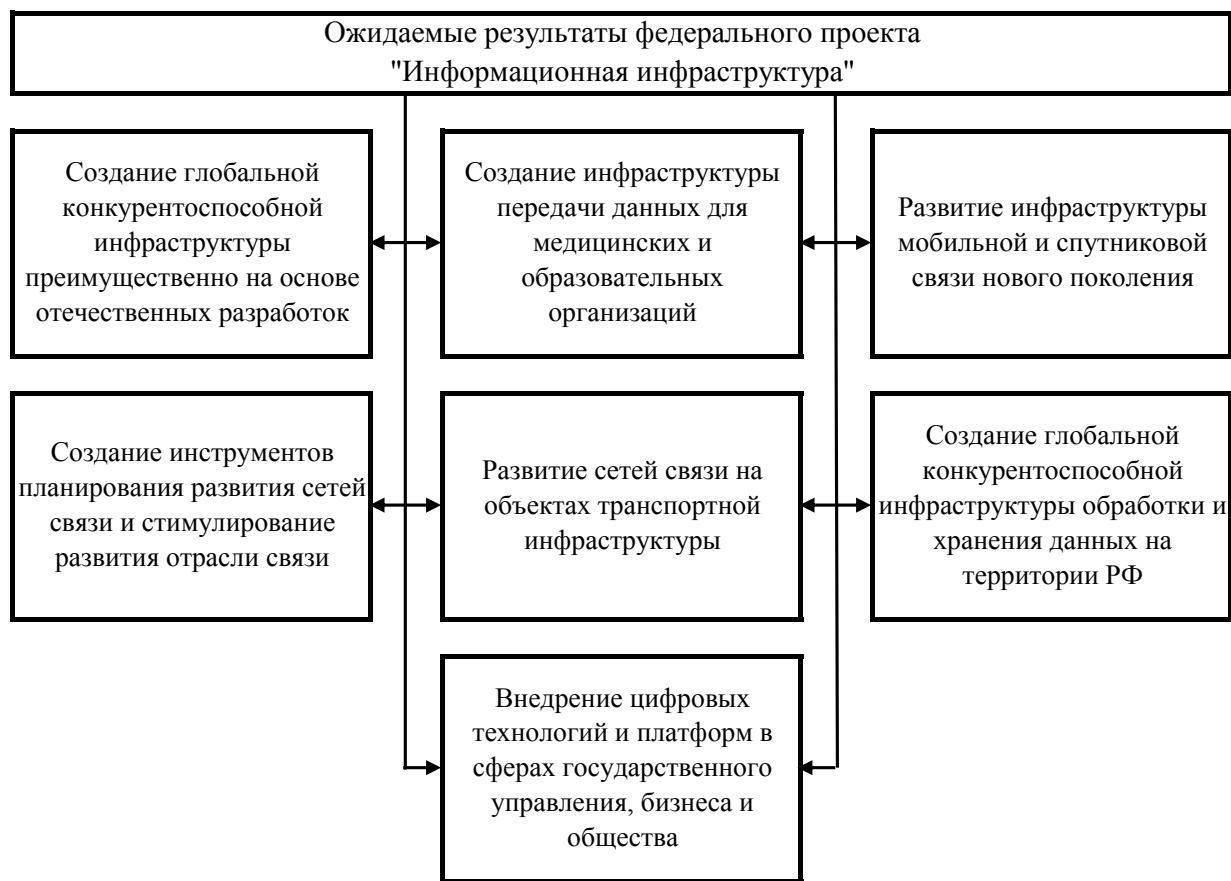 Ожидаемые результаты федерального проекта
"Информационная инфраструктура"
Создание глобальной
конкурентоспособной
инфраструктуры
преимущественно на основе
отечественных разработок
Создание инфраструктуры
передачи данных для
медицинских и
образовательных
организаций
Развитие инфраструктуры
мобильной и спутниковой
связи нового поколения
Создание инструментов
планирования развития сетей
связи и стимулирование
развития отрасли связи
Развитие сетей связи на
объектах транспортной
инфраструктуры
Создание глобальной
конкурентоспособной
инфраструктуры обработки и
хранения данных на
территории РФ
Внедрение цифровых
технологий и платформ в
сферах государственного
управления, бизнеса и
общества